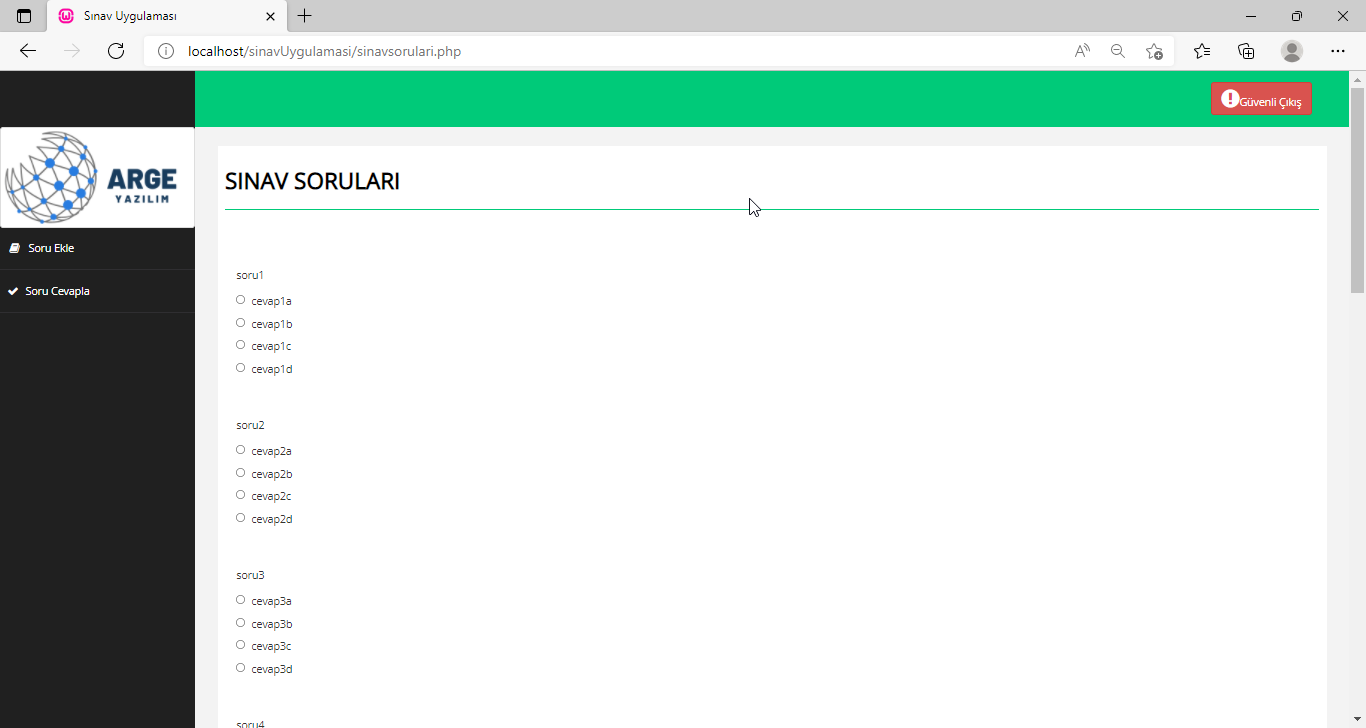 Sınav Uygulaması
localhost/sinavUygulamasi/sinavsorulari.php
Güvenli Çıkış
ARGE
YAZILIM
Soru Ekle
Soru Cevapla
SINAV SORULARI
soru1
cevap1a
cevap1b
cevap1c
cevap1d
soru2
cevap2a
cevap2b
cevap2c
cevap2d
soru3
cevap3a
cevap3b
cevap3c
cevap3d
soru4